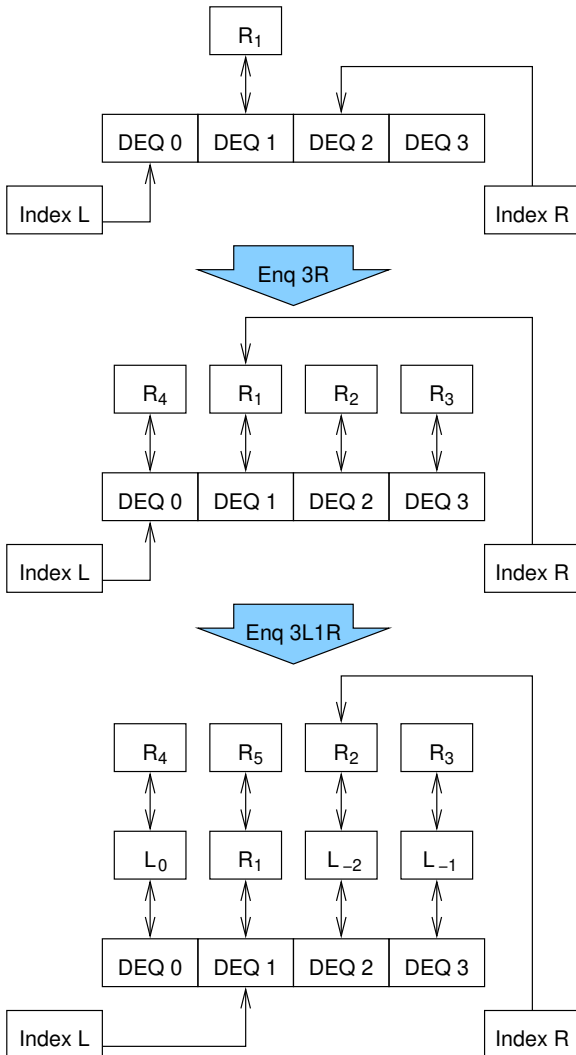 R₁
DEQ 0 DEQ 1 DEQ 2 DEQ 3
Index L Index R
Enq 3R
R₄ R₁ R₂ R₃
DEQ 0 DEQ 1 DEQ 2 DEQ 3
Index L Index R
Enq 3L1R
R₄ R₅ R₂ R₃
L₀ R₁ L₋₂ L₋₁
DEQ 0 DEQ 1 DEQ 2 DEQ 3
Index L Index R